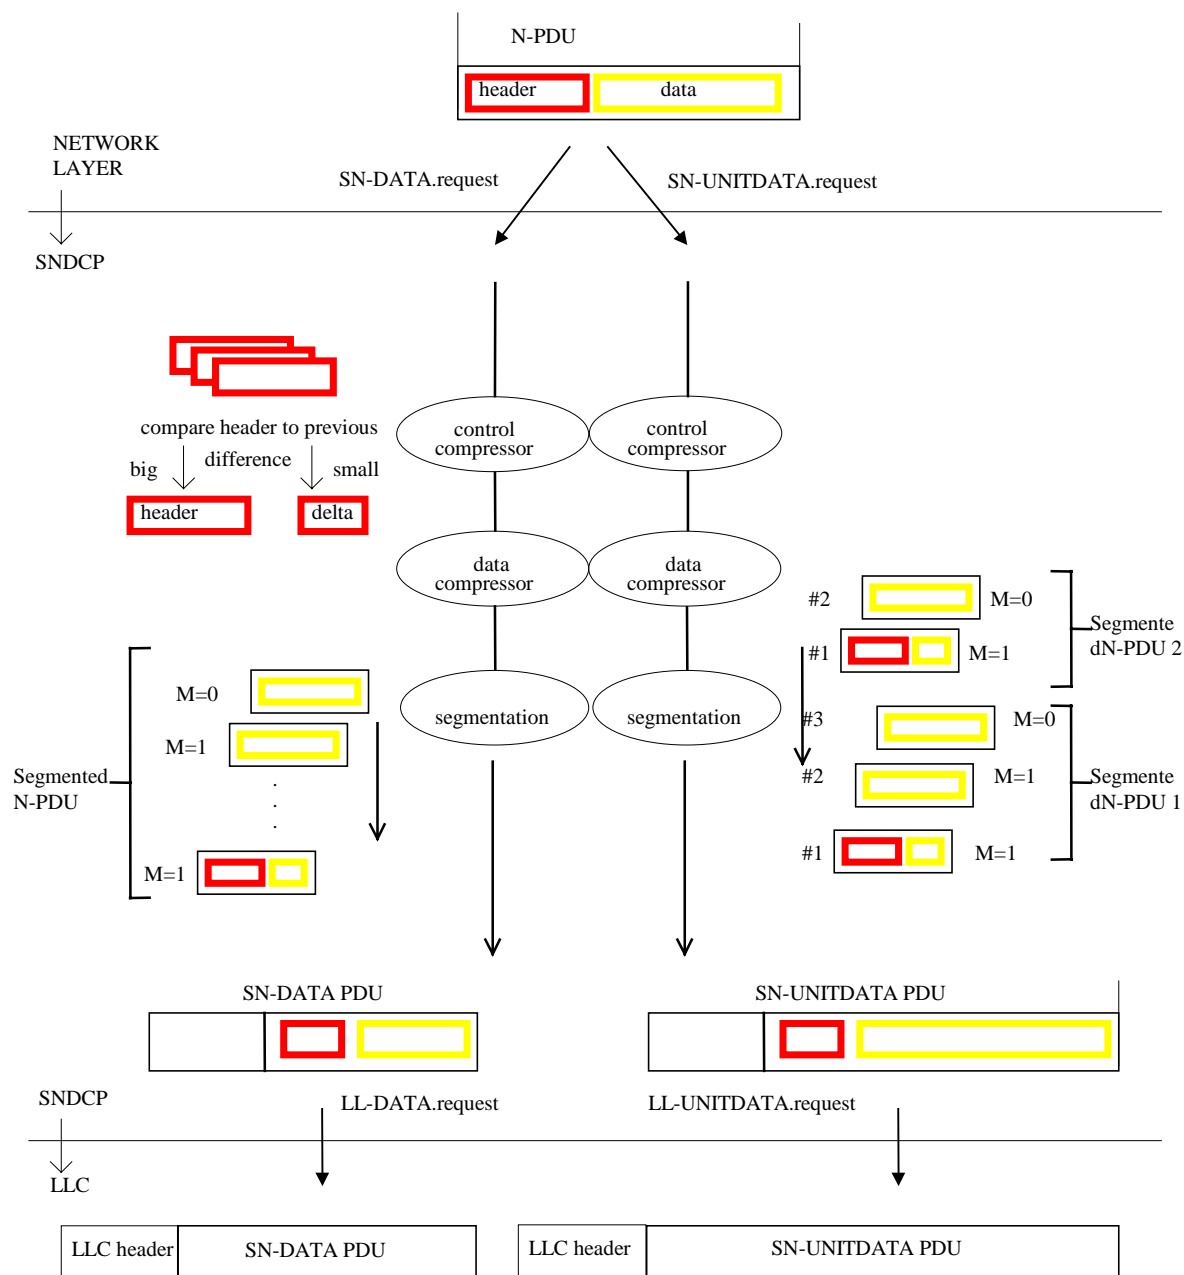 N-PDU
header data
NETWORK
LAYER
SN-DATA.request SN-UNITDATA.request
SNDCP
compare header to previous
difference
big small
header delta
control
compressor
control
compressor
data
compressor
data
compressor
segmentation
segmentation
#2 M=0
#1 M=1
Segmente
dN-PDU 2
#3 M=0
#2 M=1
#1 M=1
Segmente
dN-PDU 1
M=0
M=1
.
.
.
M=1
Segmented
N-PDU
SN-DATA PDU SN-UNITDATA PDU
SNDCP
LL-DATA.request LL-UNITDATA.request
LLC
LLC header SN-DATA PDU LLC header SN-UNITDATA PDU